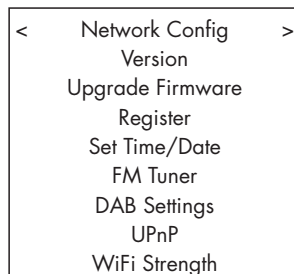 < Network Config >
Version
Upgrade Firmware
Register
Set Time/Date
FM Tuner
DAB Settings
UPnP
WiFi Strength